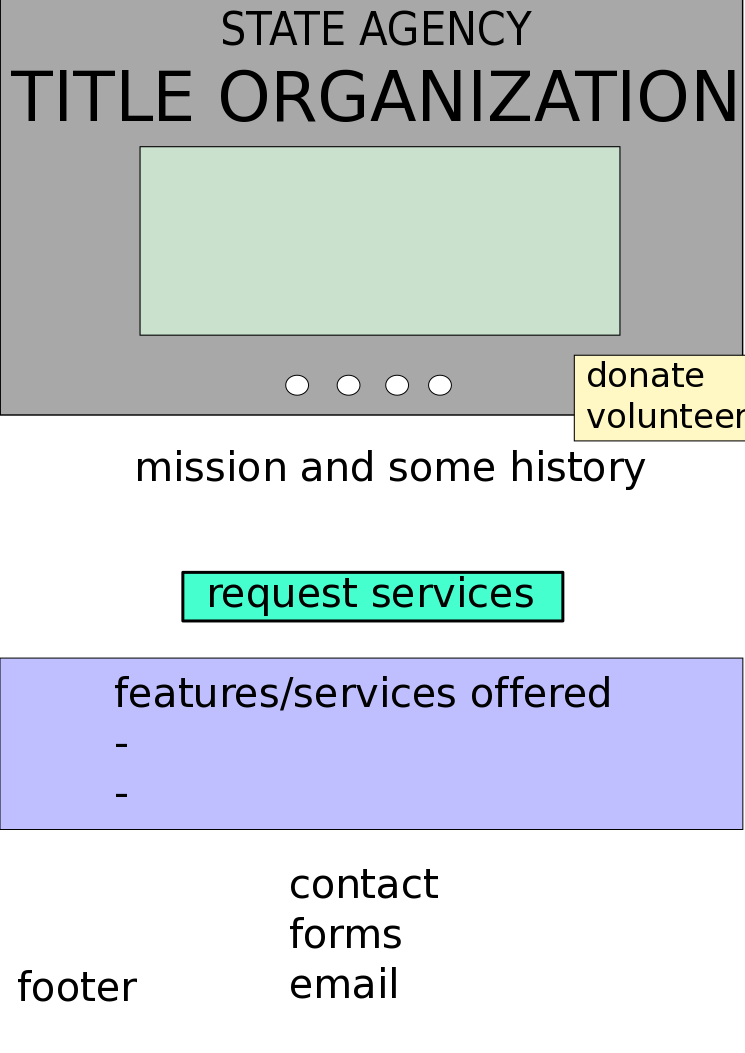 STATE AGENCY
TITLE ORGANIZATION
donate
volunteer
mission and some history
request services
features/services offered
-
-
contact
forms
email
footer